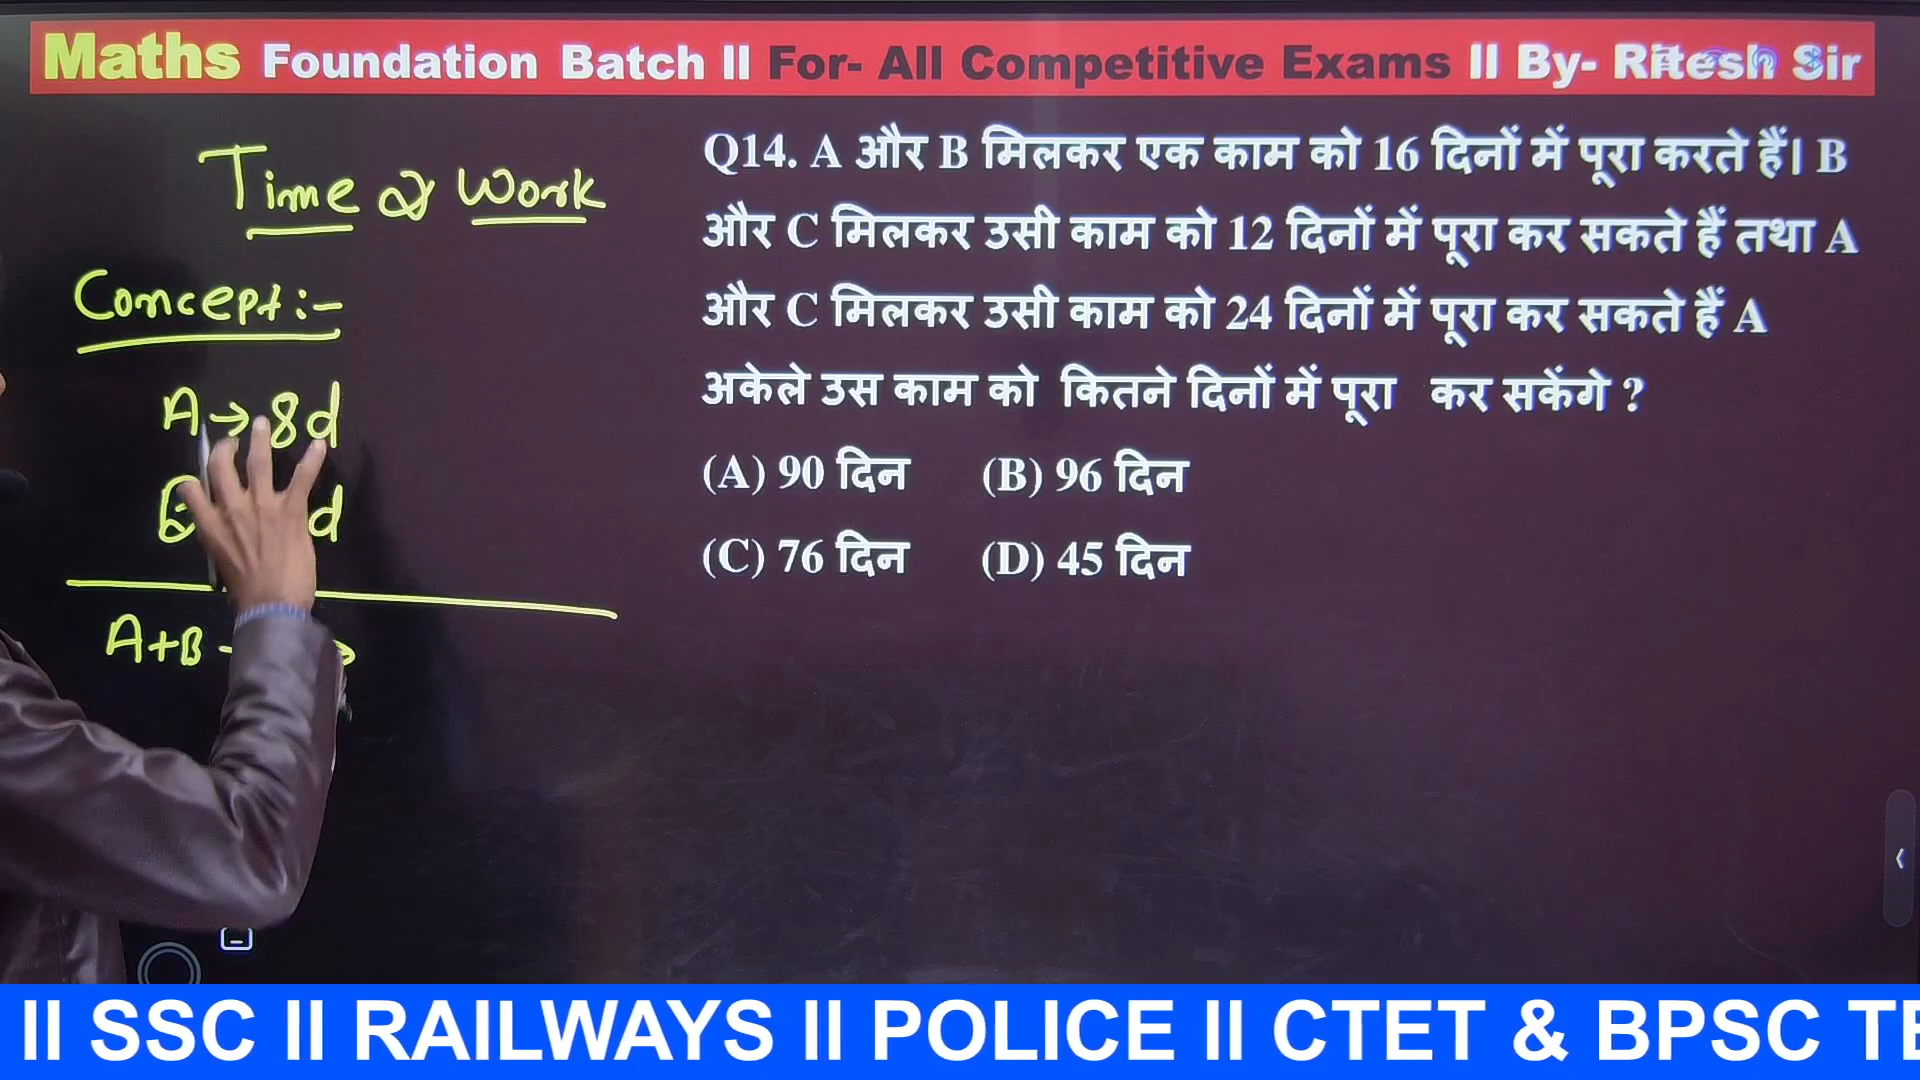 Maths Foundation Batch II For- All Competitive Exams II By- Ritesh Sir
Time & Work
Concept:-
A → 8d
d
A+B -
Q14. A और B मिलकर एक काम को 16 दिनों में पूरा करते हैं। B
और C मिलकर उसी काम को 12 दिनों में पूरा कर सकते हैं तथा A
और C मिलकर उसी काम को 24 दिनों में पूरा कर सकते हैं A
अकेले उस काम को कितने दिनों में पूरा कर सकेंगे ?
(A) 90 दिन (B) 96 दिन
(C) 76 दिन (D) 45 दिन
II SSC II RAILWAYS II POLICE II CTET & BPSC TE